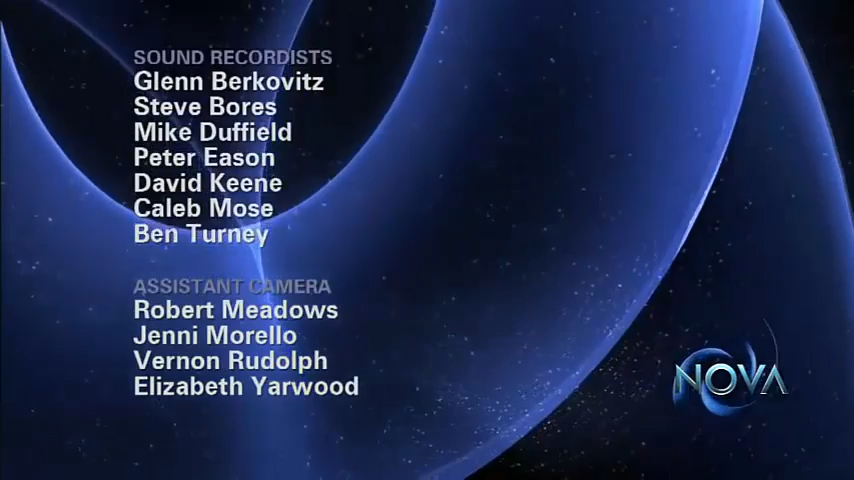 SOUND RECORDISTS
Glenn Berkovitz
Steve Bores
Mike Duffield
Peter Eason
David Keene
Caleb Mose
Ben Turney
ASSISTANT CAMERA
Robert Meadows
Jenni Morello
Vernon Rudolph
Elizabeth Yarwood
NOVA